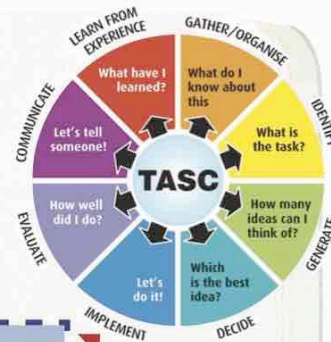 TASC
GATHER/ORGANISE
What do I
know about
this
IDENTIFY
What is
the task?
GENERATE
How many
ideas can I
think of?
DECIDE
Which
is the best
idea?
IMPLEMENT
Let's
do it!
EVALUATE
How well
did I do?
COMMUNICATE
Let's tell
someone!
LEARN FROM
EXPERIENCE
What have I
learned?